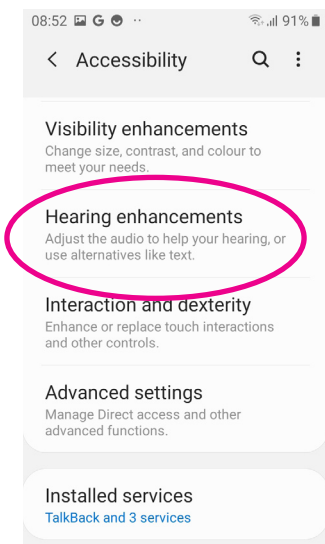 08:52 G 91%
Accessibility
Visibility enhancements
Change size, contrast, and colour to
meet your needs.
Hearing enhancements
Adjust the audio to help your hearing, or
use alternatives like text.
Interaction and dexterity
Enhance or replace touch interactions
and other controls.
Advanced settings
Manage Direct access and other
advanced functions.
Installed services
TalkBack and 3 services